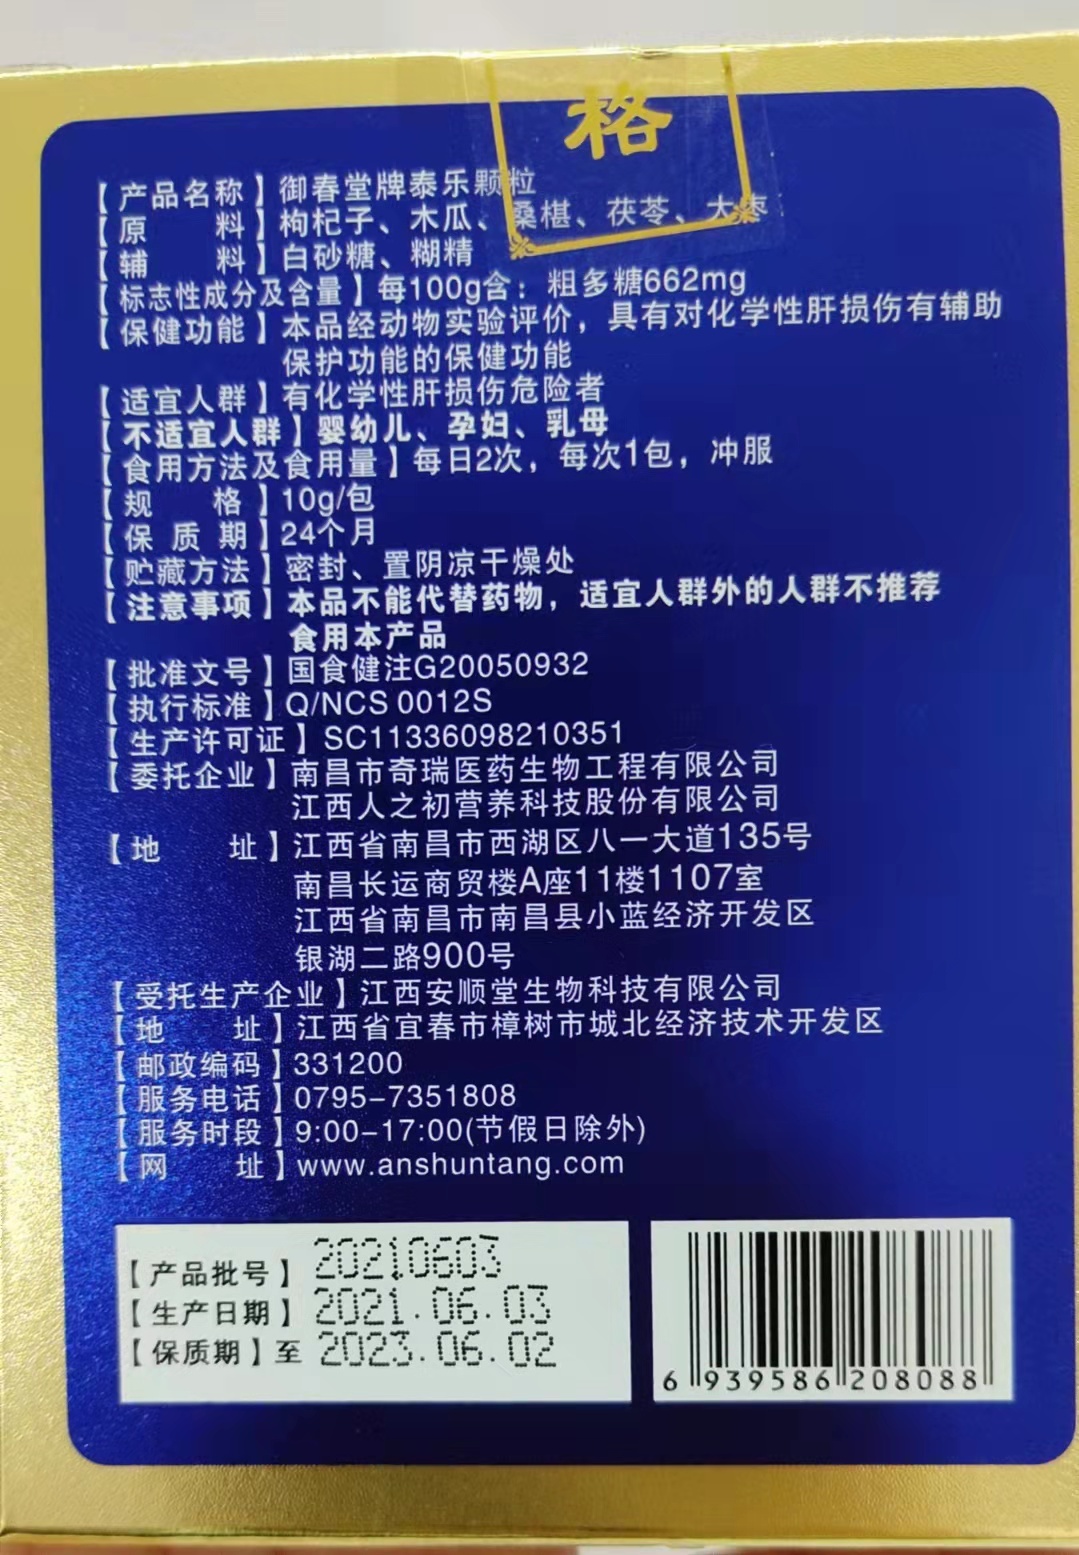 格
【产品名称】御春堂牌泰乐颗粒
【原　　料】枸杞子、木瓜、桑椹、茯苓、大枣
【辅　　料】白砂糖、糊精
【标志性成分及含量】每100g含：粗多糖662mg
【保健功能】本品经动物实验评价，具有对化学性肝损伤有辅助
保护功能的保健功能
【适宜人群】有化学性肝损伤危险者
【不适宜人群】婴幼儿、孕妇、乳母
【食用方法及食用量】每日2次，每次1包，冲服
【规　　格】10g/包
【保 质 期】24个月
【贮藏方法】密封、置阴凉干燥处
【注意事项】本品不能代替药物，适宜人群外的人群不推荐
食用本产品
【批准文号】国食健注G20050932
【执行标准】Q/NCS 0012S
【生产许可证】SC11336098210351
【委托企业】南昌市奇瑞医药生物工程有限公司
江西人之初营养科技股份有限公司
【地　　址】江西省南昌市西湖区八一大道135号
南昌长运商贸楼A座11楼1107室
江西省南昌市南昌县小蓝经济开发区
银湖二路900号
【受托生产企业】江西安顺堂生物科技有限公司
【地　　址】江西省宜春市樟树市城北经济技术开发区
【邮政编码】331200
【服务电话】0795-7351808
【服务时段】9:00-17:00(节假日除外)
【网　　址】www.anshuntang.com
【产品批号】20210603
【生产日期】2021.06.03
【保质期】至 2023.06.02
6 939586 208088